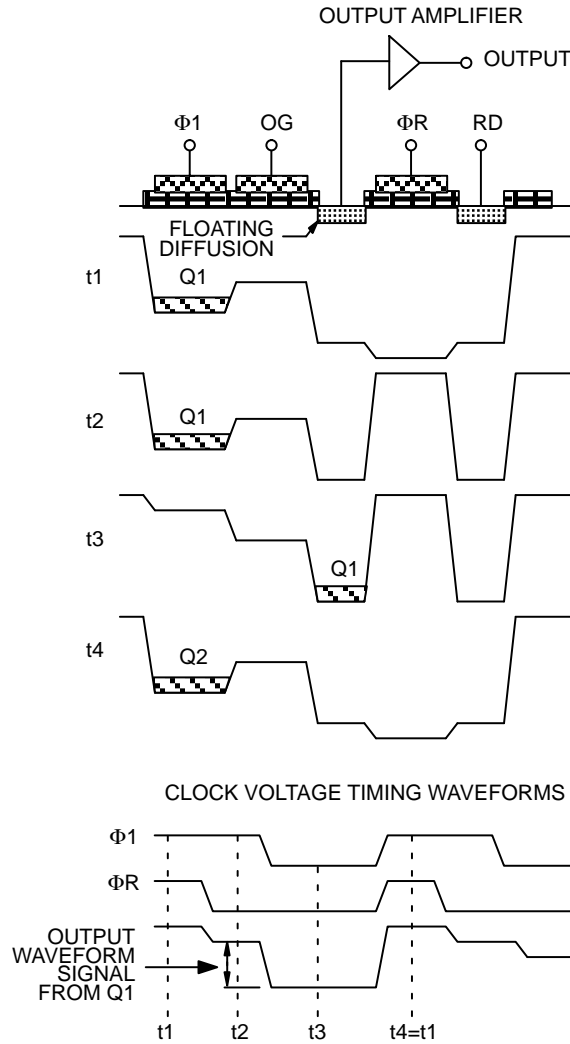 OUTPUT AMPLIFIER
OUTPUT
Φ1 OG ΦR RD
FLOATING
DIFFUSION
t1
Q1
t2
Q1
t3
Q1
t4
Q2
CLOCK VOLTAGE TIMING WAVEFORMS
Φ1
ΦR
OUTPUT
WAVEFORM
SIGNAL
FROM Q1
t1 t2 t3 t4=t1